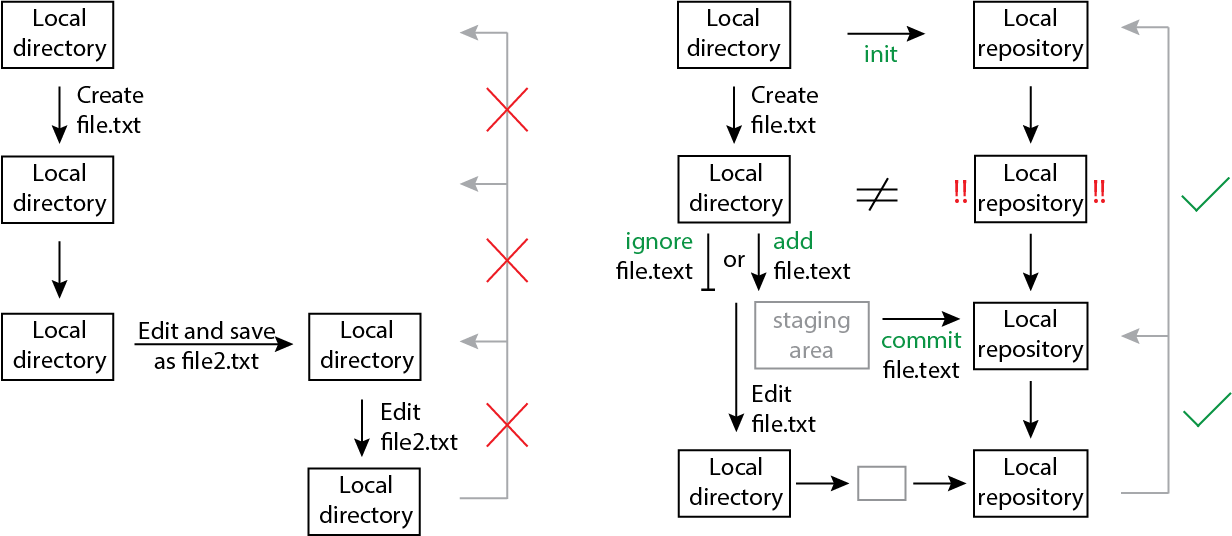 Local
directory
Create
file.txt
Local
directory
Local
directory
Edit and save
as file2.txt
Local
directory
Edit
file2.txt
Local
directory
Local
directory
init
Local
repository
Create
file.txt
Local
directory
!!
Local
repository
!!
ignore
file.text
or
add
file.text
staging
area
commit
file.text
Local
repository
Edit
file.txt
Local
directory
Local
repository